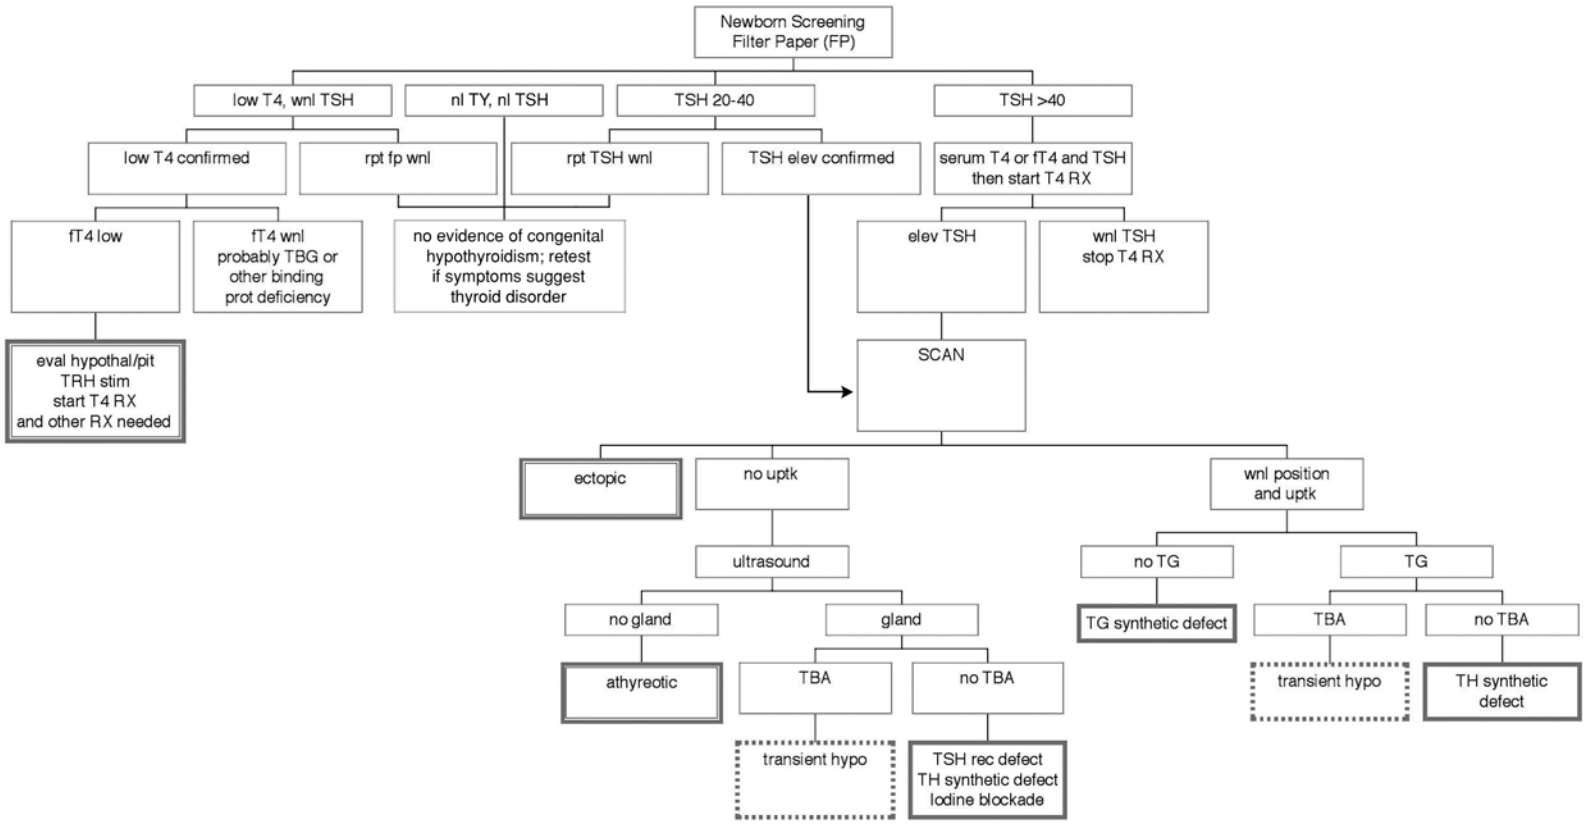 Newborn Screening
Filter Paper (FP)
low T4, wnl TSH
nl TY, nl TSH
TSH 20-40
TSH >40
low T4 confirmed
rpt fp wnl
rpt TSH wnl
TSH elev confirmed
serum T4 or fT4 and TSH
then start T4 RX
fT4 low
fT4 wnl
probably TBG or
other binding
prot deficiency
no evidence of congenital
hypothyroidism; retest
if symptoms suggest
thyroid disorder
elev TSH
wnl TSH
stop T4 RX
eval hypothal/pit
TRH stim
start T4 RX
and other RX needed
SCAN
ectopic
no uptk
wnl position
and uptk
ultrasound
no TG
TG
no gland
gland
TG synthetic defect
TBA
no TBA
athyreotic
TBA
no TBA
transient hypo
TH synthetic
defect
transient hypo
TSH rec defect
TH synthetic defect
Iodine blockade